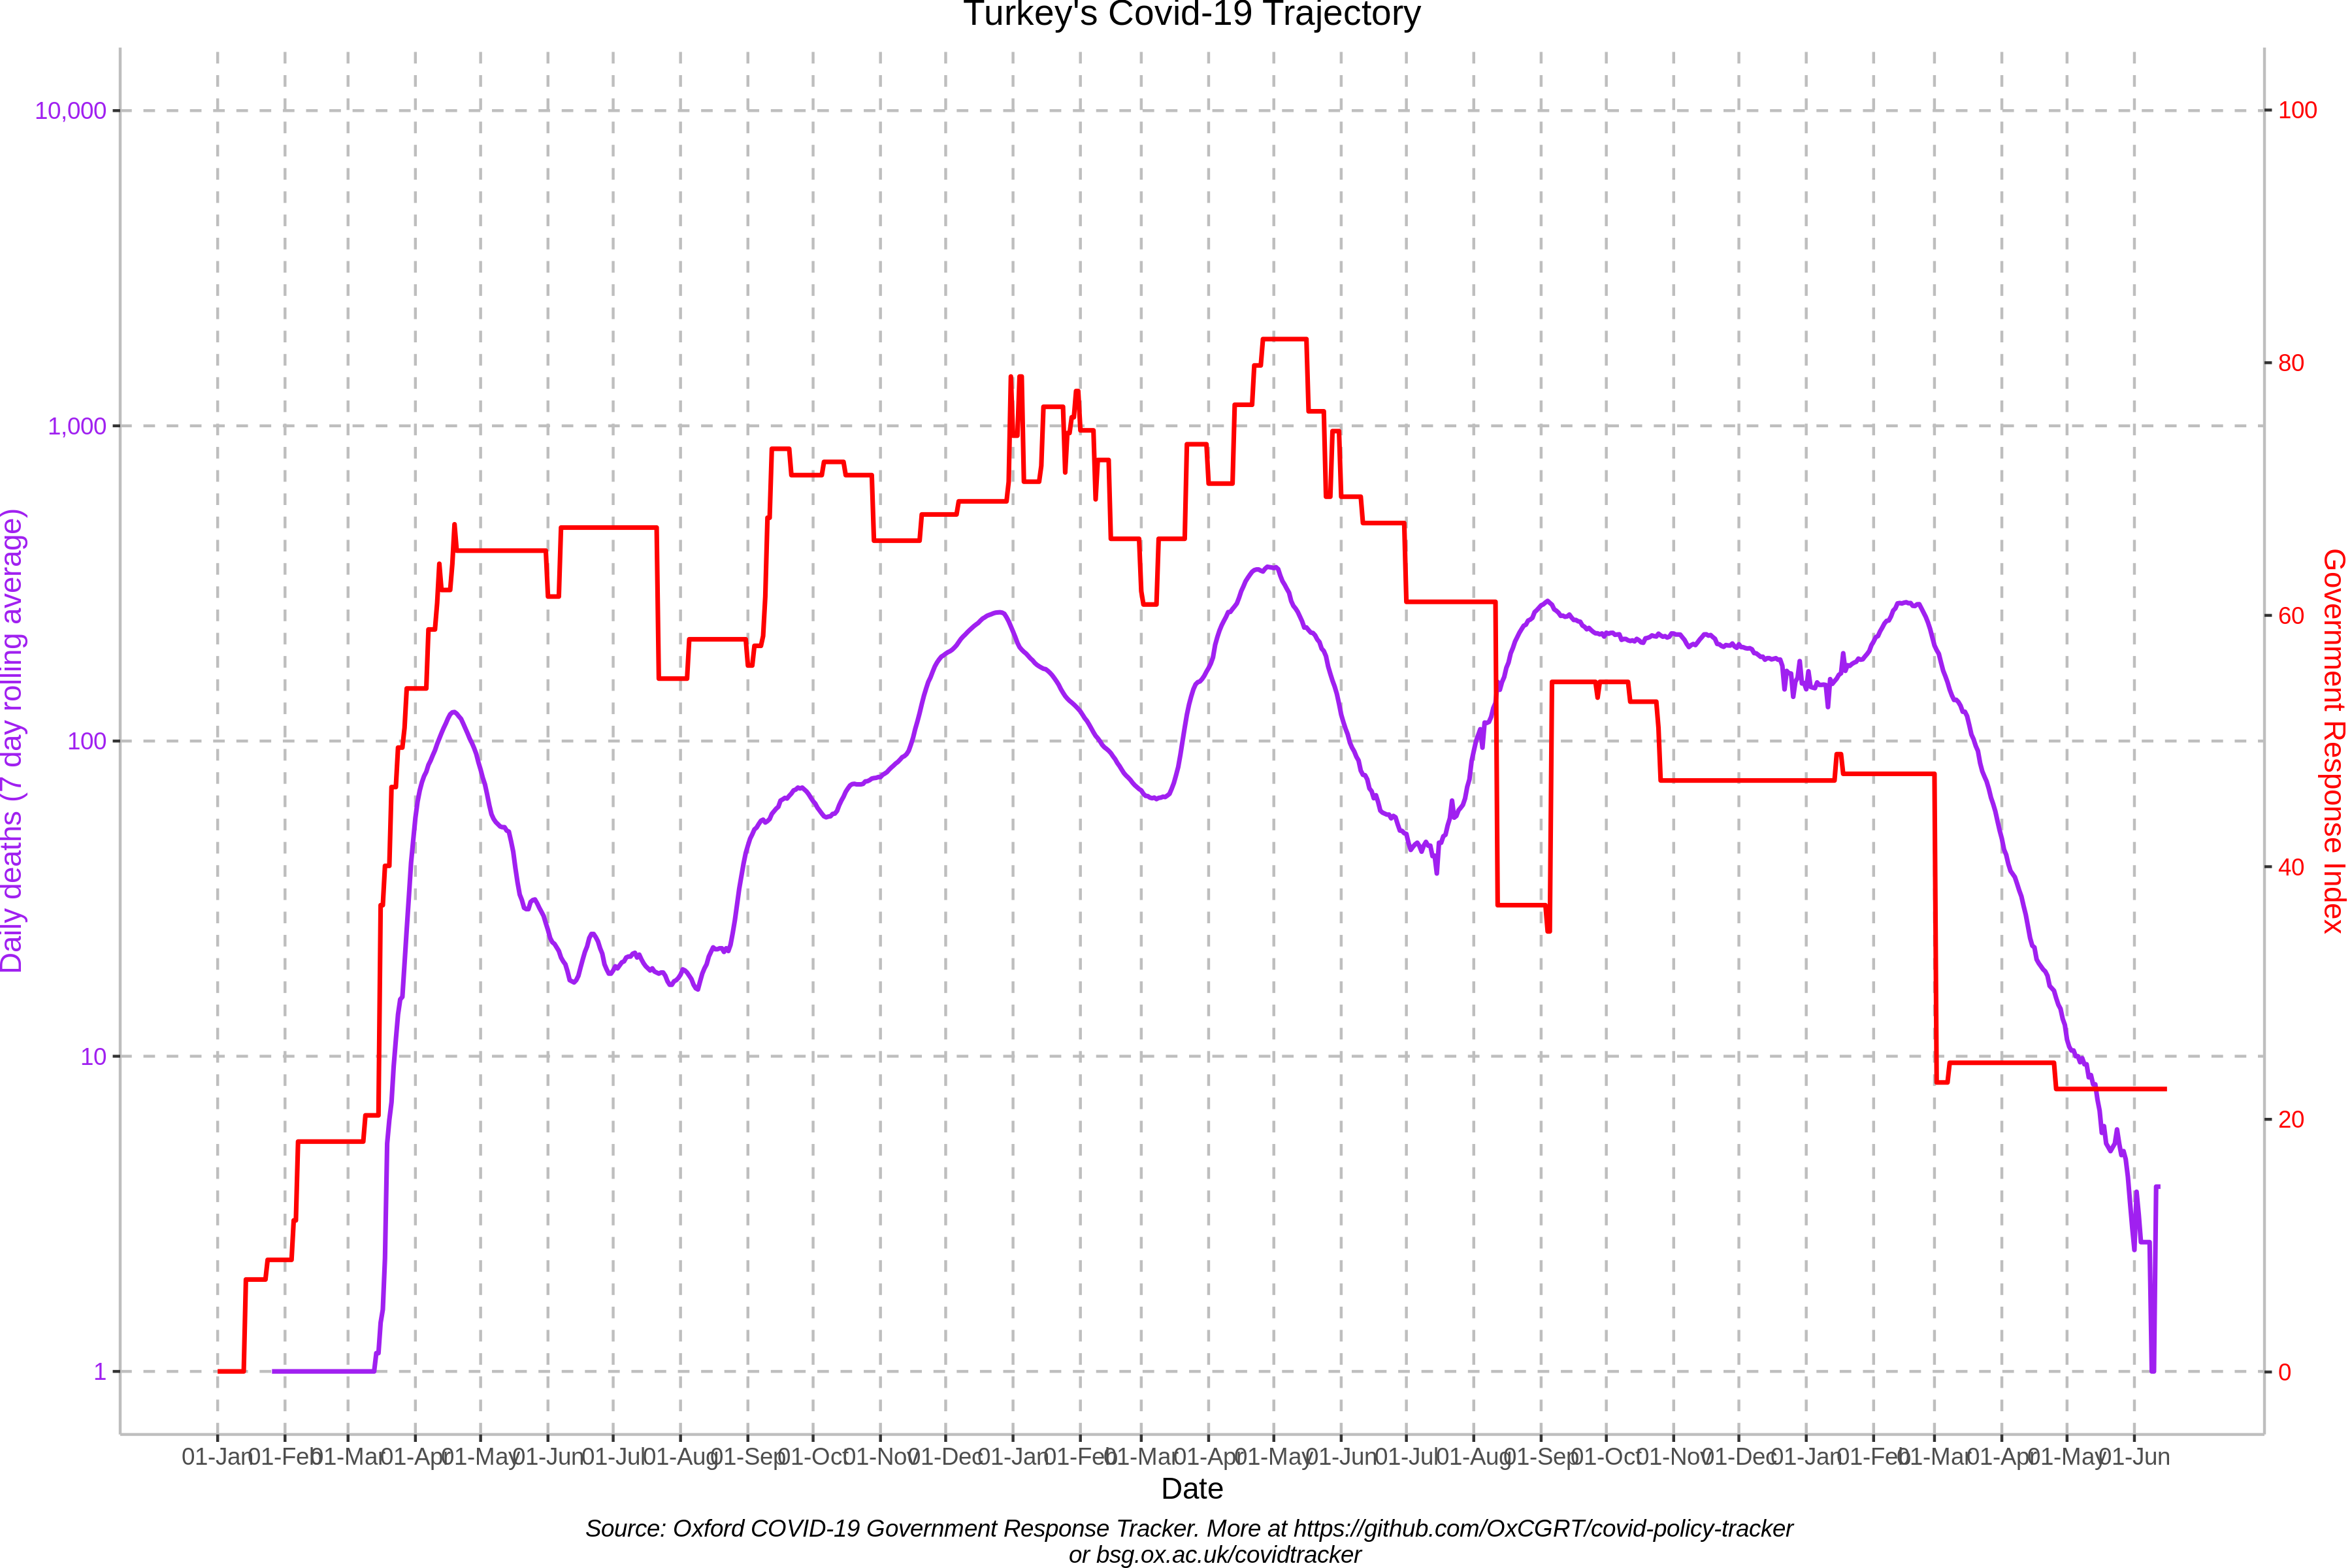 Turkey's Covid-19 Trajectory
10,000
1,000
100
10
1
Daily deaths (7 day rolling average)
100
80
60
40
20
0
Government Response Index
01-Jan 01-Feb 01-Mar 01-Apr 01-May 01-Jun 01-Jul 01-Aug 01-Sep 01-Oct 01-Nov 01-Dec 01-Jan 01-Feb 01-Mar 01-Apr 01-May 01-Jun 01-Jul 01-Aug 01-Sep 01-Oct 01-Nov 01-Dec 01-Jan 01-Feb 01-Mar 01-Apr 01-May 01-Jun
Date
Source: Oxford COVID-19 Government Response Tracker. More at https://github.com/OxCGRT/covid-policy-tracker
or bsg.ox.ac.uk/covidtracker